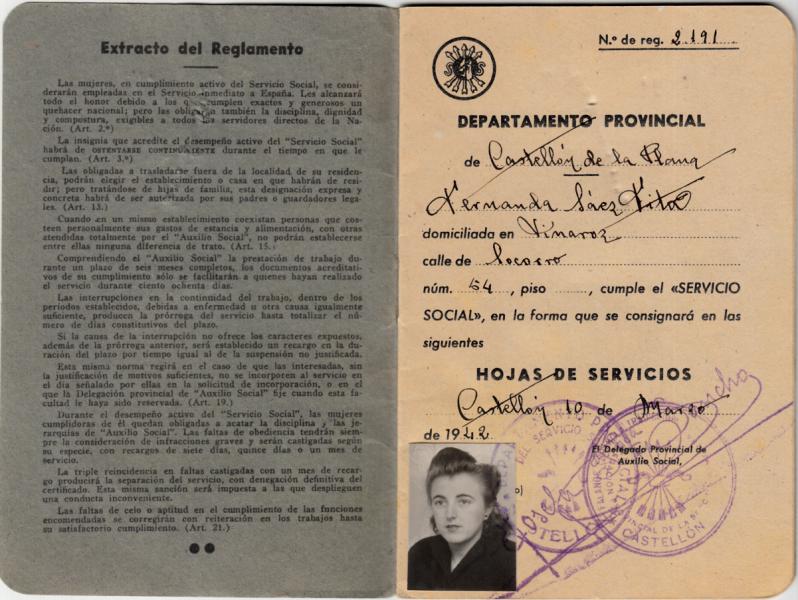 Extracto del Reglamento
Las mujeres, en cumplimiento activo del Servicio Social, se consi-
derarán empleadas en el Servicio inmediato a España. Les alcanzará
todo el honor debido a los q cumplen exactos y generosos un
quehacer nacional; pero las oblig n también la disciplina, dignidad
y compostura, exigibles a todos los servidores directos de la Na-
ción. (Art. 2.º)
La insignia que acredite el desempeño activo del "Servicio Social"
habrá de OSTENTARSE CONTINUAMENTE durante el tiempo en que le
cumplan. (Art. 3.º)
Las obligadas a trasladarse fuera de la localidad de su residen-
cia, podrán elegir el establecimiento o casa en que habrán de resi-
dir; pero tratándose de hijas de familia, esta designación expresa y
concreta habrá de ser autorizada por sus padres o guardadores lega-
les. (Art. 13.)
Cuando en un mismo establecimiento coexistan personas que cos-
teen personalmente sus gastos de estancia y alimentación, con otras
atendidas totalmente por el "Auxilio Social", no podrán establecerse
entre ellas ninguna diferencia de trato. (Art. 15.)
Comprendiendo el "Auxilio Social" la prestación de trabajo durante
un plazo de seis meses completos, los documentos acreditati-
vos de su cumplimiento sólo se facilitarán a quienes hayan realizado
el servicio durante ciento ochenta días.
Las interrupciones en la continuidad del trabajo, dentro de los
períodos establecidos, debidas a enfermedad u otra causa igualmente
suficiente, producen la prórroga del servicio hasta totalizar el
número de días constitutivos del plazo.
Si la causa de la interrupción no ofrece los caracteres expuestos,
además de la prórroga anterior, será establecido un recargo en la du-
ración del plazo por tiempo igual al de la suspensión no justificada.
Esta misma norma regirá en el caso de que las interesadas, sin
la justificación de motivos suficientes, no se incorporen al servicio en
el día señalado por ellas en la solicitud de incorporación, o en el
que la Delegación provincial de "Auxilio Social" fije cuando esta fa-
cultad le haya sido reservada. (Art. 19.)
Durante el desempeño activo del "Servicio Social", las mujeres
cumplidoras de él quedan obligadas a acatar la disciplina y las je-
rarquías de "Auxilio Social". Las faltas de obediencia tendrán siem-
pre la consideración de infracciones graves y serán castigadas según
su especie, con recargos de siete días, quince días o un mes de
servicio.
La triple reincidencia en faltas castigadas con un mes de recar-
go producirá la separación del servicio, con denegación definitiva del
certificado. Esta misma sanción será impuesta a las que desplieguen
una conducta inconveniente.
Las faltas de celo o aptitud en el cumplimiento de las funciones
encomendadas se corregirán con reiteración en los trabajos hasta
su satisfactorio cumplimiento. (Art. 21.)
N.º de reg. 2.191
DEPARTAMENTO PROVINCIAL
de Castellón de la Plana
Fernanda Sáez Pita
domiciliada en Vinaroz
calle de Socorro
núm. 54, piso , cumple el «SERVICIO
SOCIAL», en la forma que se consignará en las
siguientes
HOJAS DE SERVICIOS
Castellón 10 de Marzo
de 1942
El Delegado Provincial de
Auxilio Social,
CASTELLÓN